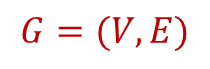 G = (V, E)